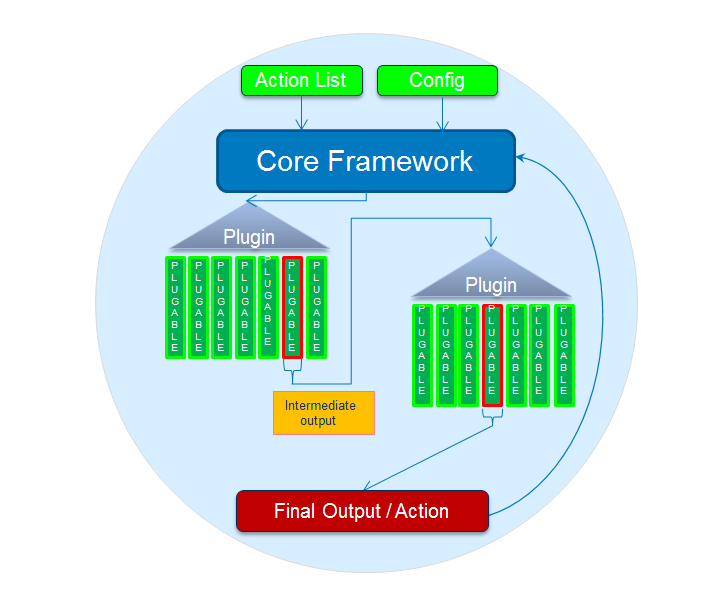 Action List
Config
Core Framework
Plugin
PLUGABLE
PLUGABLE
PLUGABLE
PLUGABLE
PLUGABLE
PLUGABLE
PLUGABLE
Plugin
PLUGABLE
PLUGABLE
PLUGABLE
PLUGABLE
PLUGABLE
PLUGABLE
PLUGABLE
Intermediate
output
Final Output / Action